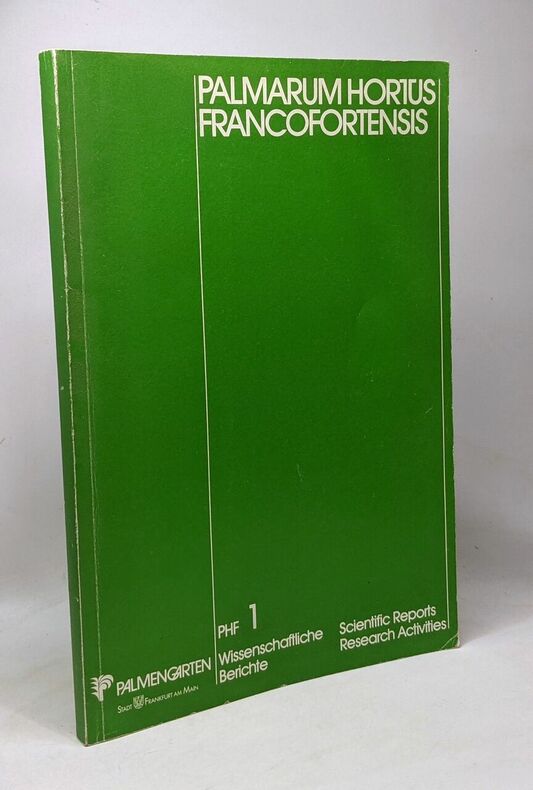 PALMARUM HORTUS
FRANCOFORTENSIS
PHF 1
Wissenschaftliche
Berichte
Scientific Reports
Research Activities
PALMENGARTEN
STADT FRANKFURT AM MAIN